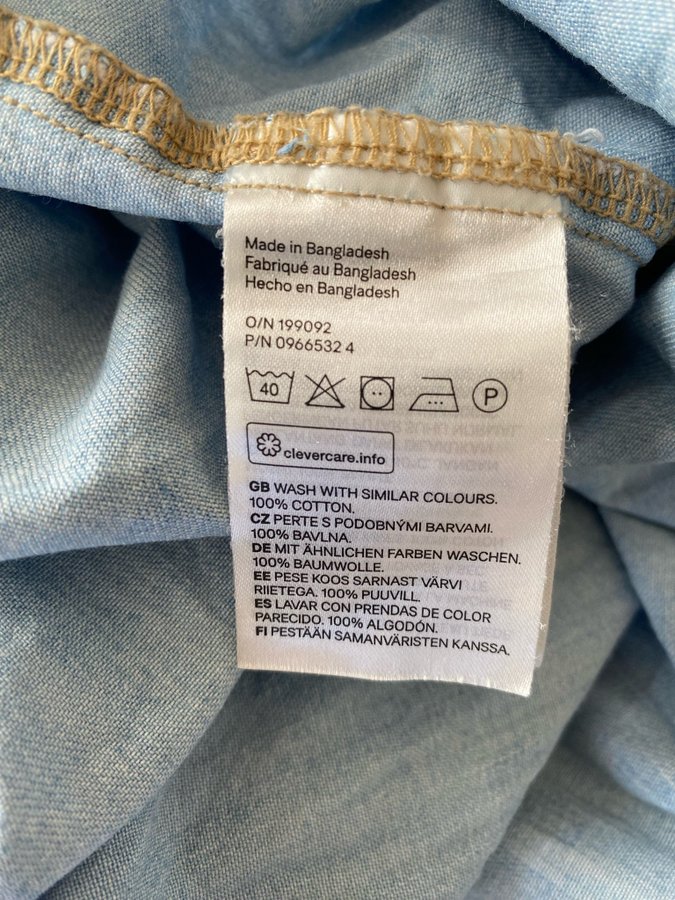 Made in Bangladesh
Fabriqué au Bangladesh
Hecho en Bangladesh
O/N 199092
P/N 0966532 4
40 P
clevercare.info
GB WASH WITH SIMILAR COLOURS.
100% COTTON.
CZ PERTE S PODOBNÝMI BARVAMI.
100% BAVLNA.
DE MIT ÄHNLICHEN FARBEN WASCHEN.
100% BAUMWOLLE.
EE PESE KOOS SARNAST VÄRVI
RIIETEGA. 100% PUUVILL.
ES LAVAR CON PRENDAS DE COLOR
PARECIDO. 100% ALGODÓN.
FI PESTÄÄN SAMANVÄRISTEN KANSSA.